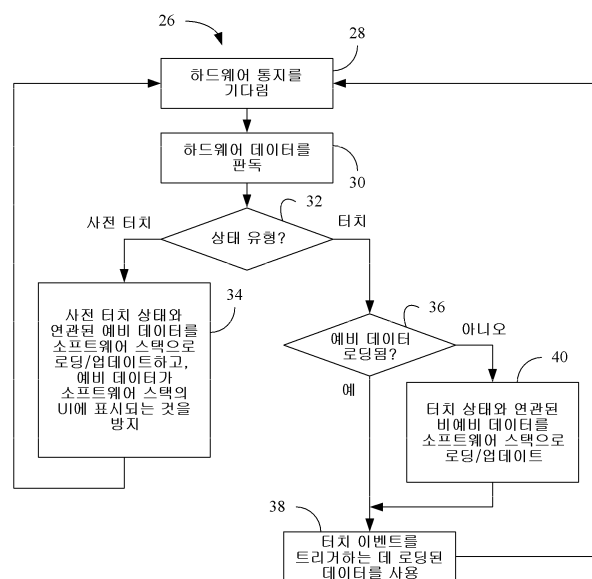 26
28
하드웨어 통지를
기다림
하드웨어 데이터를
판독
30
32
사전 터치
터치
상태 유형?
34
사전 터치 상태와
연관된 예비 데이터를
소프트웨어 스택으로
로딩/업데이트하고,
예비 데이터가
소프트웨어 스택의
UI에 표시되는 것을
방지
36
예비 데이터
로딩됨?
아니오
예
40
터치 상태와 연관된
비예비 데이터를
소프트웨어 스택으로
로딩/업데이트
38
터치 이벤트를
트리거하는 데 로딩된
데이터를 사용